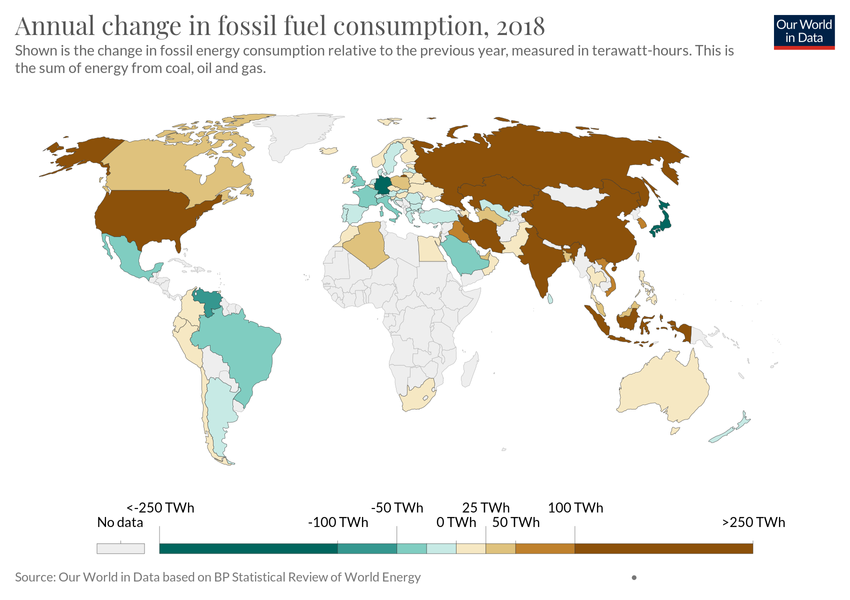 Annual change in fossil fuel consumption, 2018
Our World
in Data
Shown is the change in fossil energy consumption relative to the previous year, measured in terawatt-hours. This is
the sum of energy from coal, oil and gas.
<-250 TWh -50 TWh 25 TWh 100 TWh
No data -100 TWh 0 TWh 50 TWh >250 TWh
Source: Our World in Data based on BP Statistical Review of World Energy
•